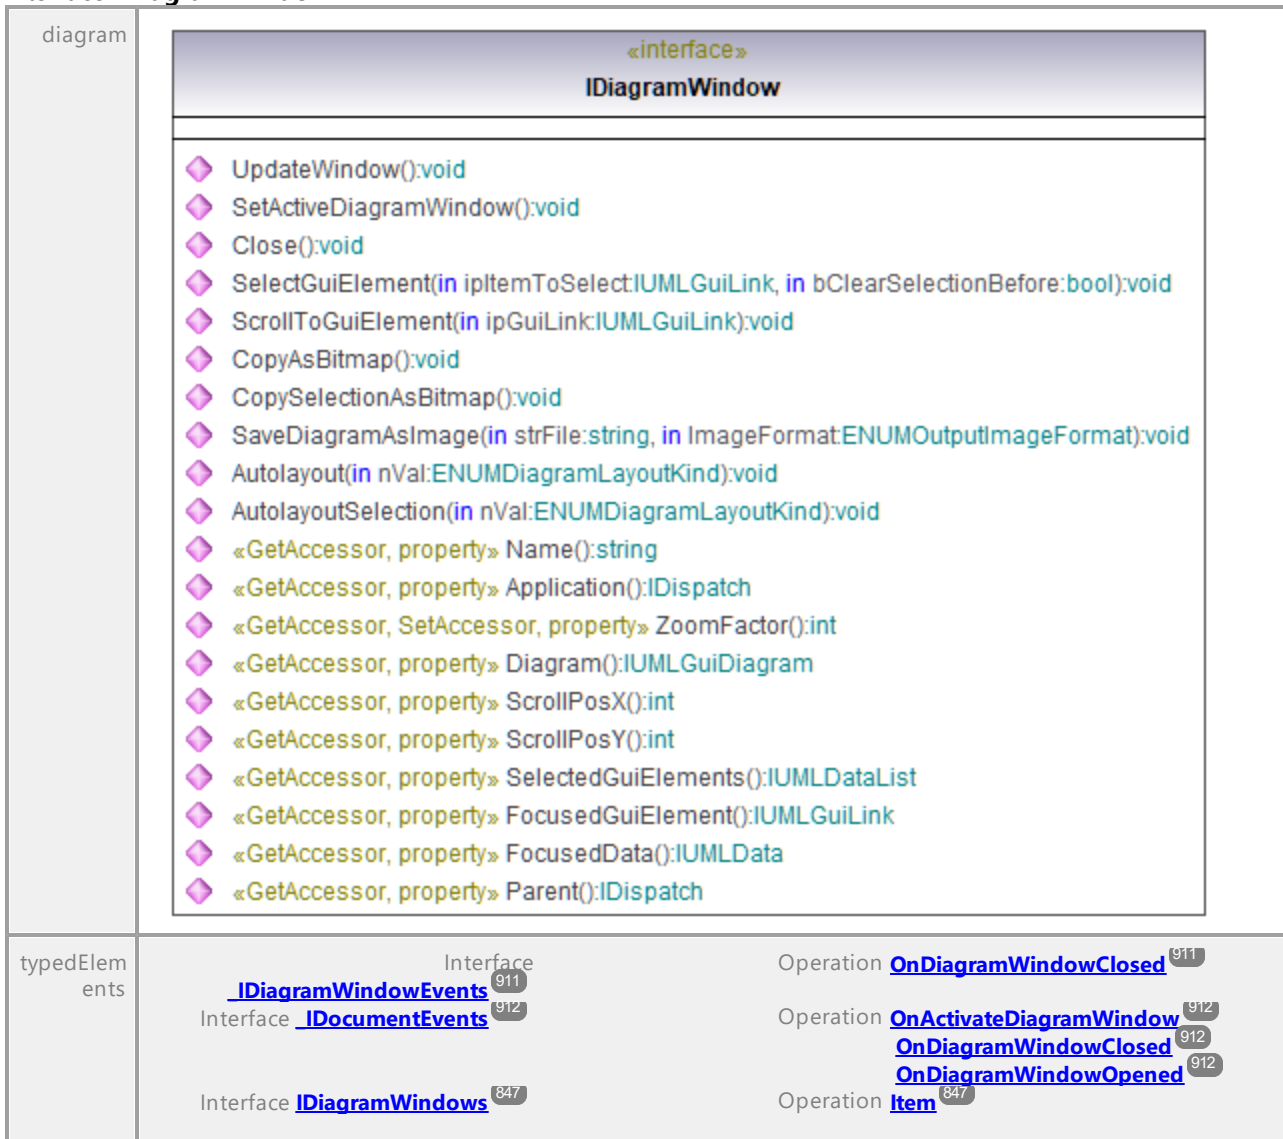 diagram
«interface»
IDiagramWindow
UpdateWindow():void
SetActiveDiagramWindow():void
Close():void
SelectGuiElement(in ipItemToSelect:IUMLGuiLink, in bClearSelectionBefore:bool):void
ScrollToGuiElement(in ipGuiLink:IUMLGuiLink):void
CopyAsBitmap():void
CopySelectionAsBitmap():void
SaveDiagramAsImage(in strFile:string, in ImageFormat:ENUMOutputImageFormat):void
Autolayout(in nVal:ENUMDiagramLayoutKind):void
AutolayoutSelection(in nVal:ENUMDiagramLayoutKind):void
«GetAccessor, property» Name():string
«GetAccessor, property» Application():IDispatch
«GetAccessor, SetAccessor, property» ZoomFactor():int
«GetAccessor, property» Diagram():IUMLGuiDiagram
«GetAccessor, property» ScrollPosX():int
«GetAccessor, property» ScrollPosY():int
«GetAccessor, property» SelectedGuiElements():IUMLDataList
«GetAccessor, property» FocusedGuiElement():IUMLGuiLink
«GetAccessor, property» FocusedData():IUMLData
«GetAccessor, property» Parent():IDispatch
typedElem
ents
Interface
_IDiagramWindowEvents 911
Operation OnDiagramWindowClosed 911
Interface _IDocumentEvents 912
Operation OnActivateDiagramWindow 912
OnDiagramWindowClosed 912
OnDiagramWindowOpened 912
Interface IDiagramWindows 847
Operation Item 847